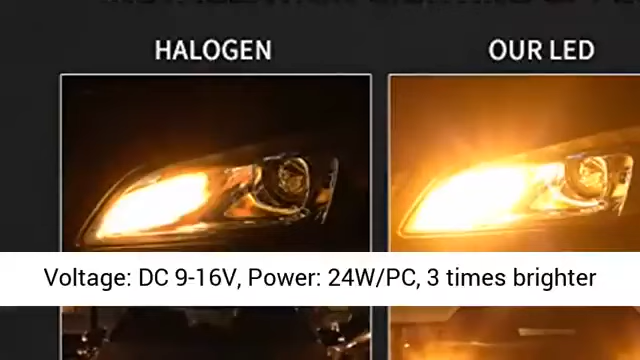 HALOGEN
OUR LED
Voltage: DC 9-16V, Power: 24W/PC, 3 times brighter